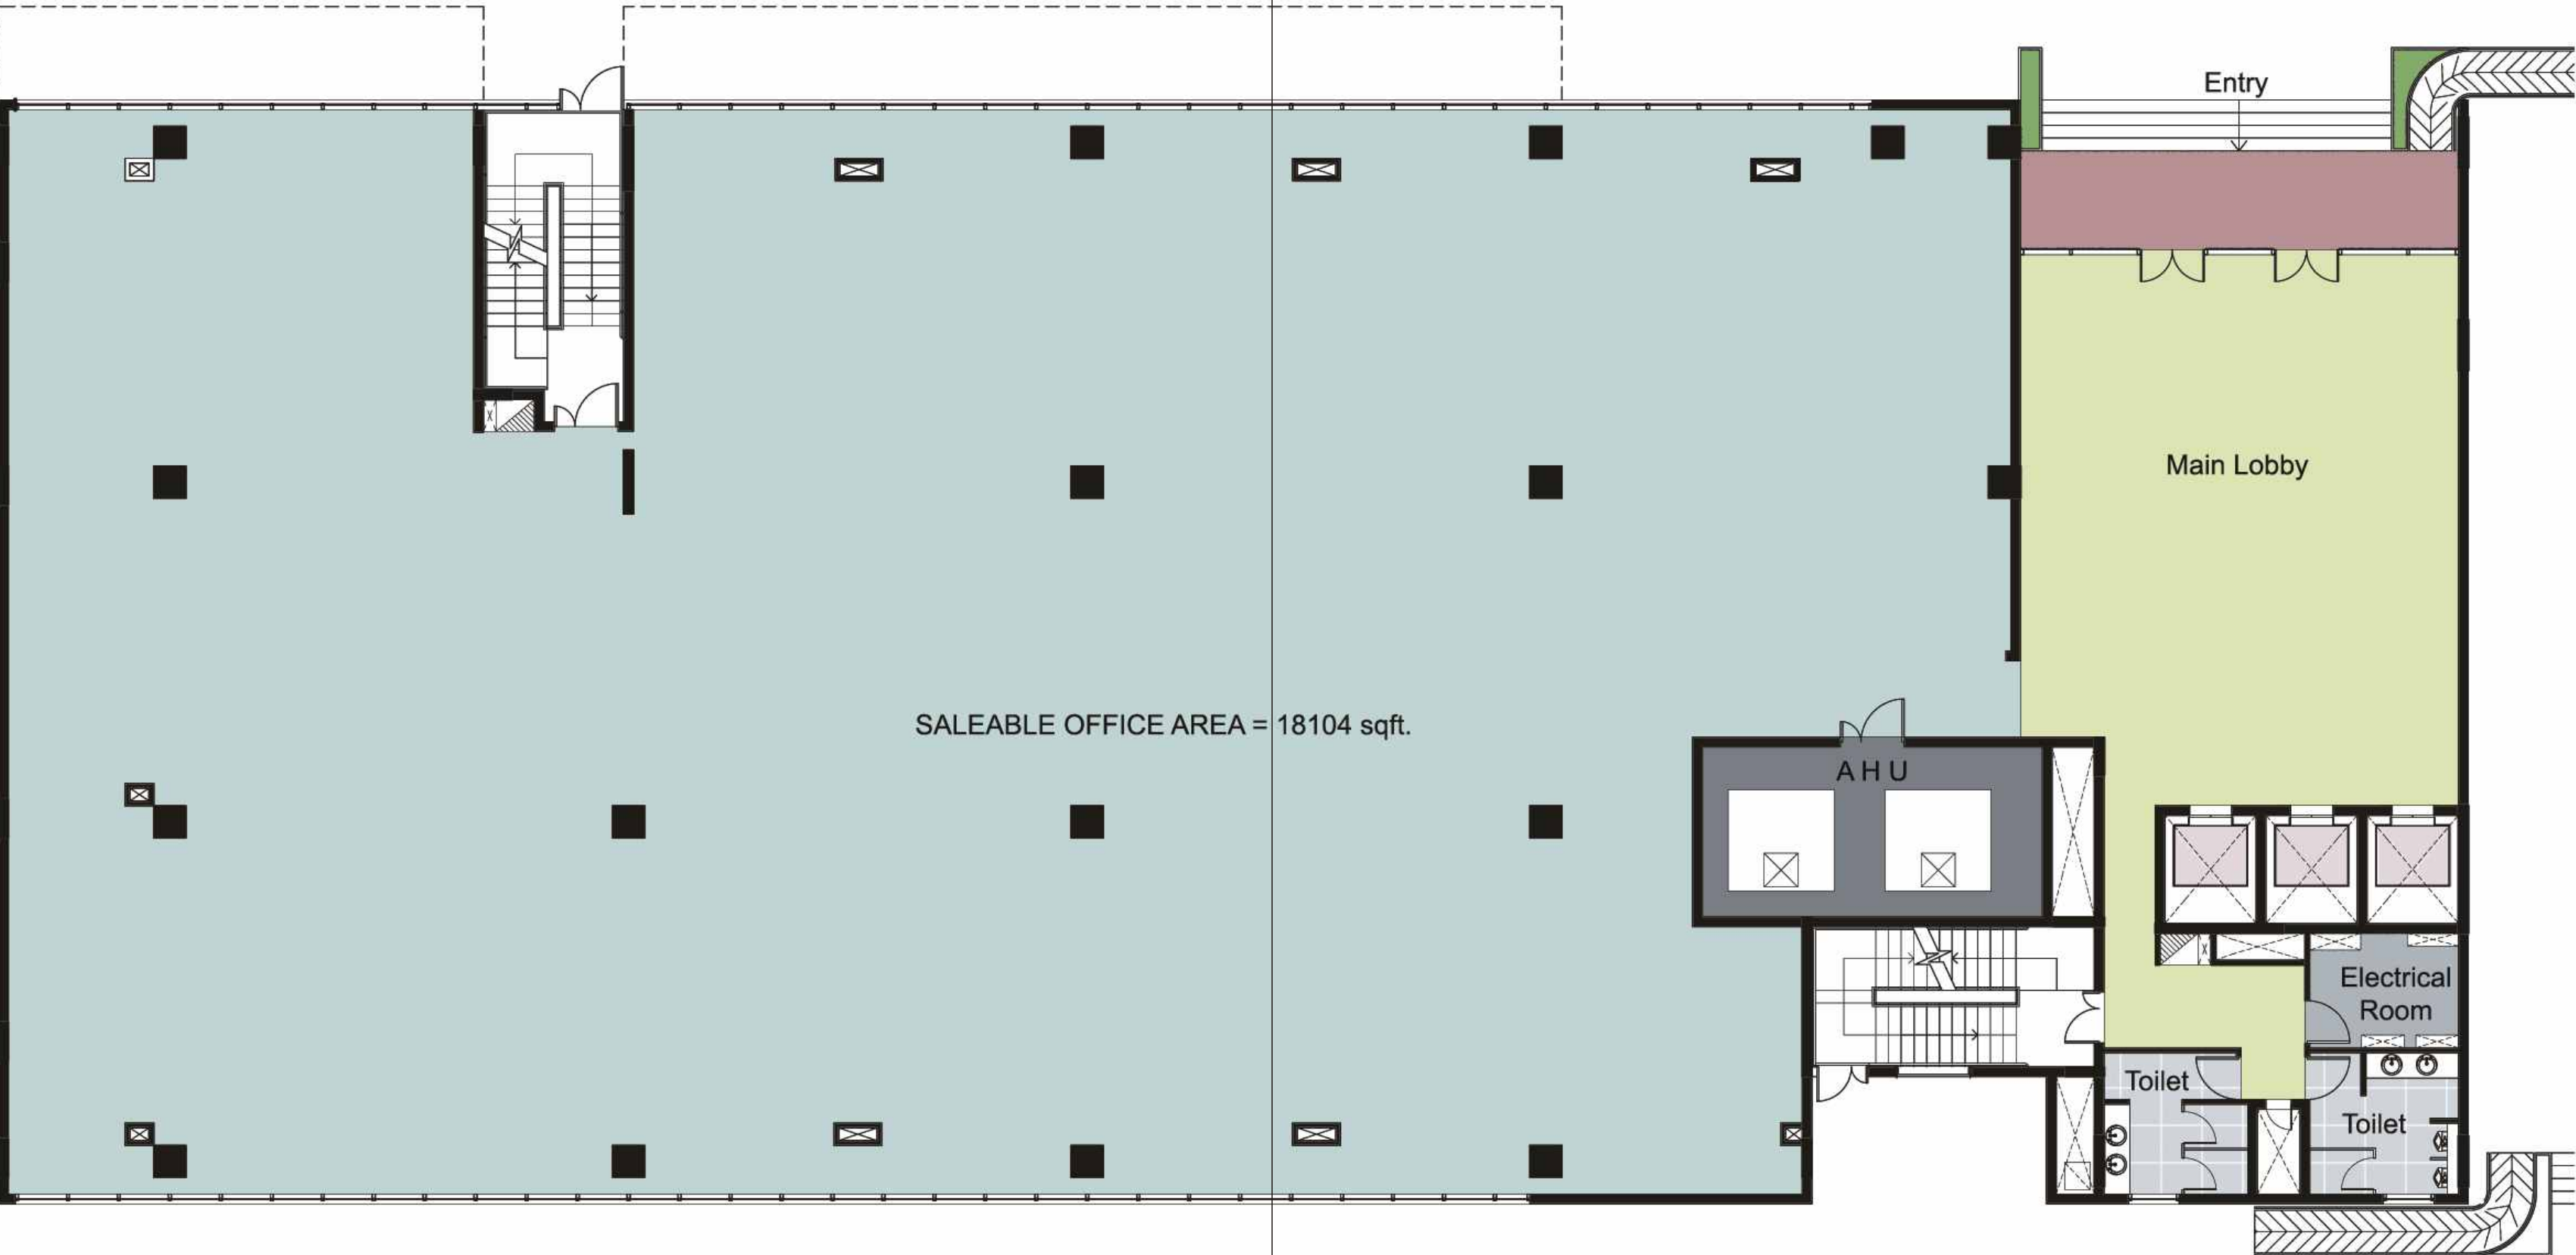 Entry
Main Lobby
SALEABLE OFFICE AREA = 18104 sqft.
A H U
Electrical
Room
Toilet
Toilet